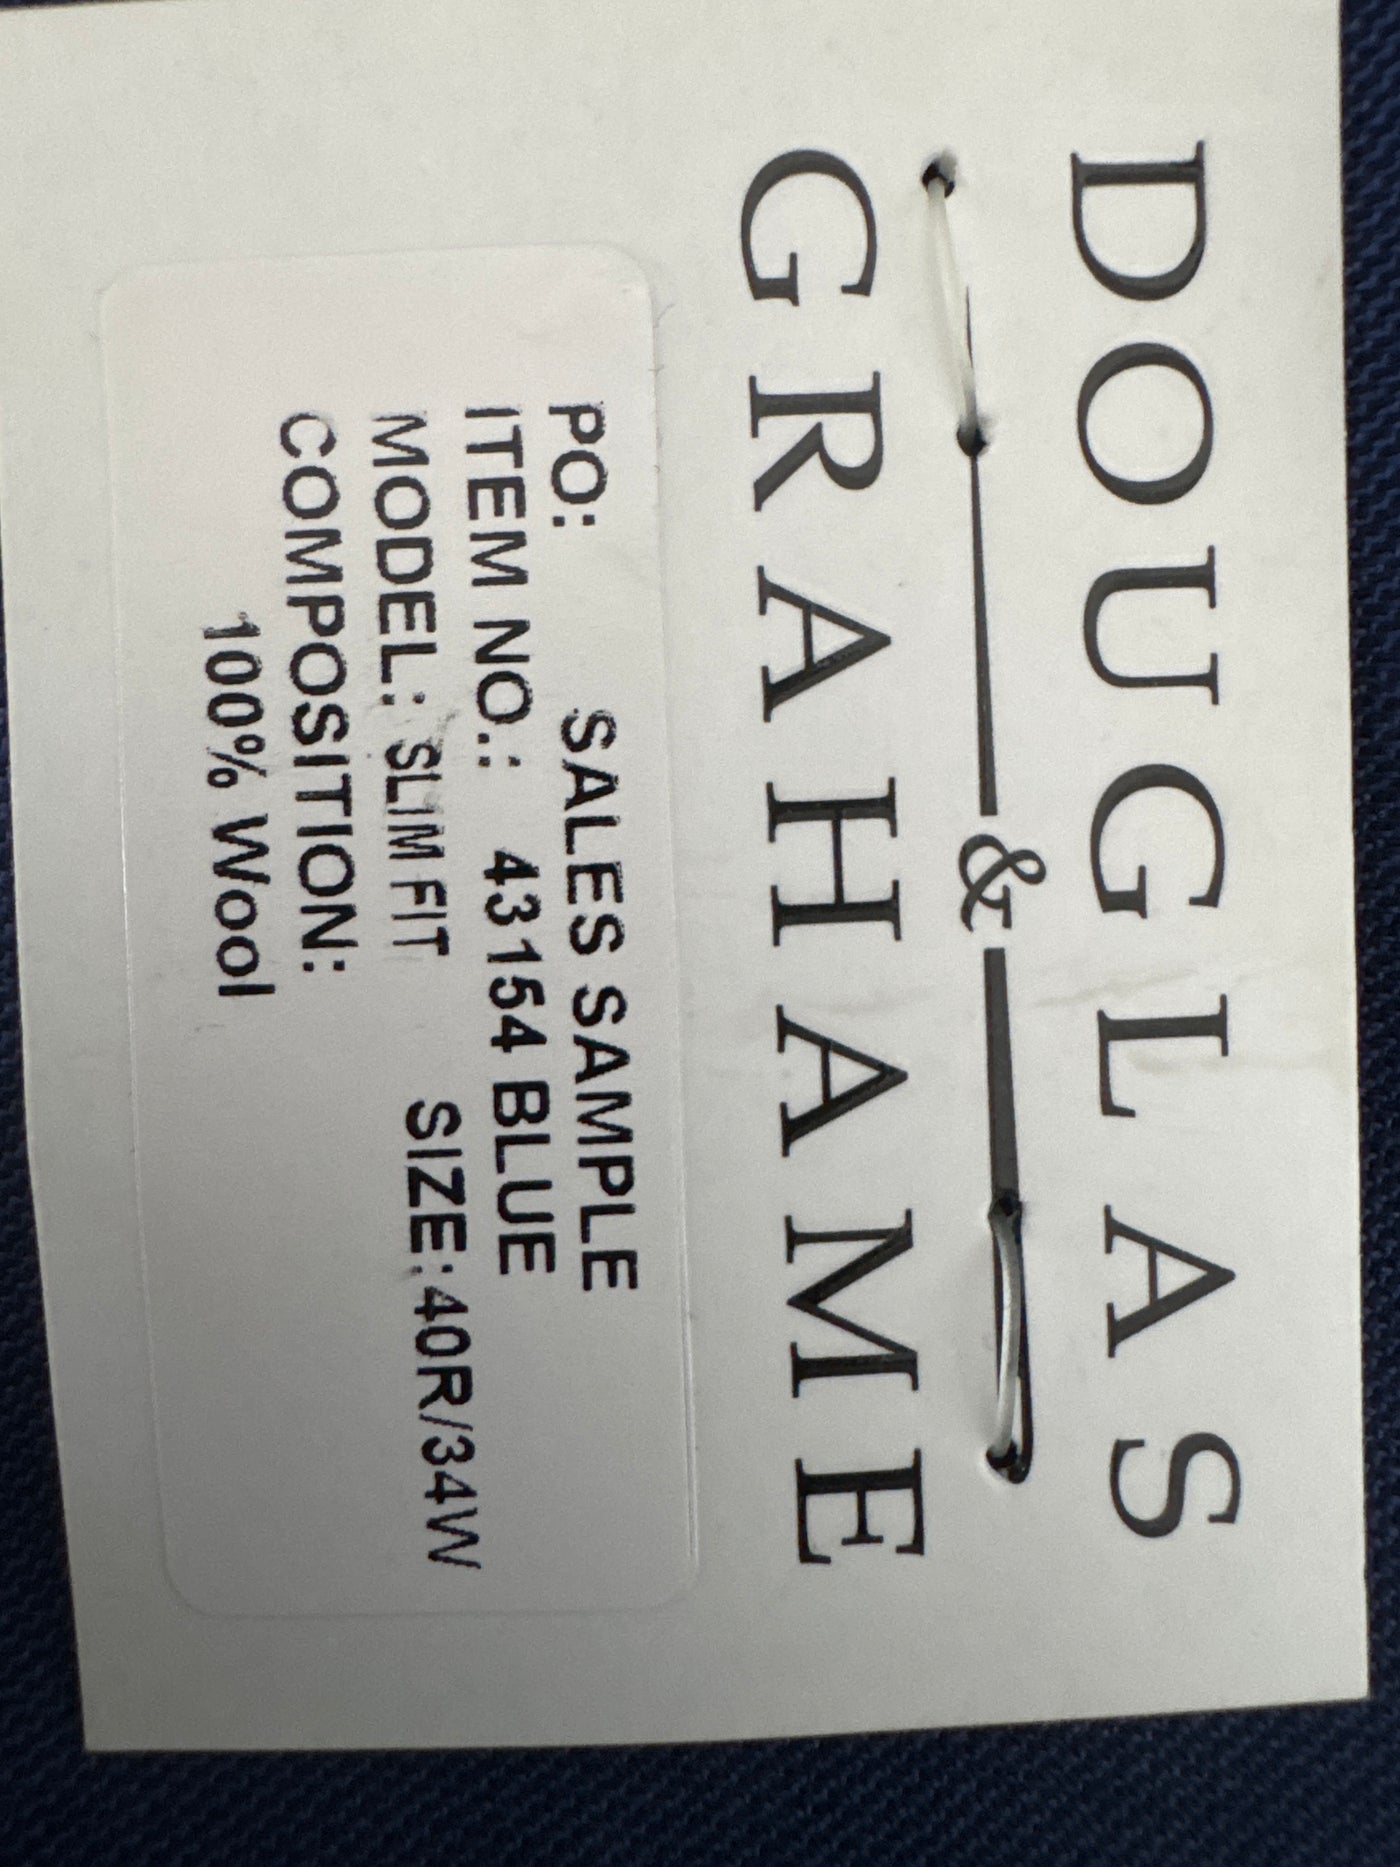 DOUGLAS
&
GRAHAME
PO: SALES SAMPLE
ITEM NO.: 43154 BLUE
MODEL: SLIM FIT SIZE:40R/34W
COMPOSITION:
100% Wool